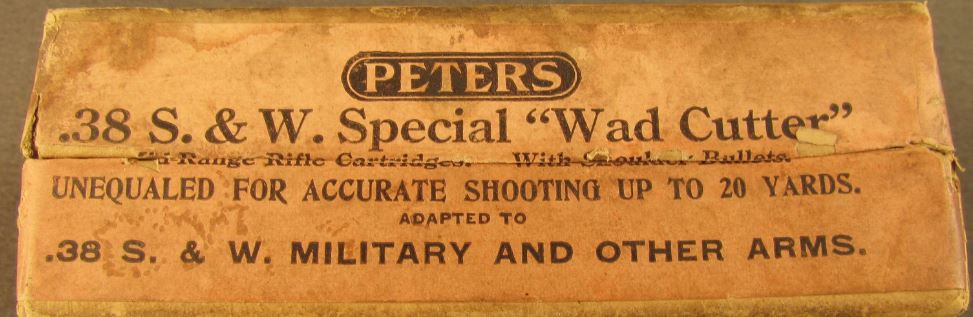 PETERS
.38 S. & W. Special "Wad Cutter"
-Range Rifle Cartridges. With Shoulder Bullets.
UNEQUALED FOR ACCURATE SHOOTING UP TO 20 YARDS.
ADAPTED TO
.38 S. & W. MILITARY AND OTHER ARMS.